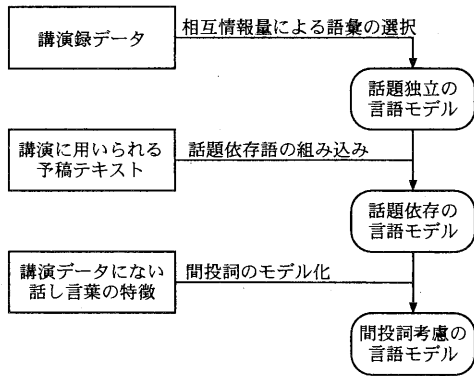 講演録データ
相互情報量による語彙の選択
話題独立の
言語モデル
講演に用いられる
予稿テキスト
話題依存語の組み込み
話題依存の
言語モデル
講演データにない
話し言葉の特徴
間投詞のモデル化
間投詞考慮の
言語モデル